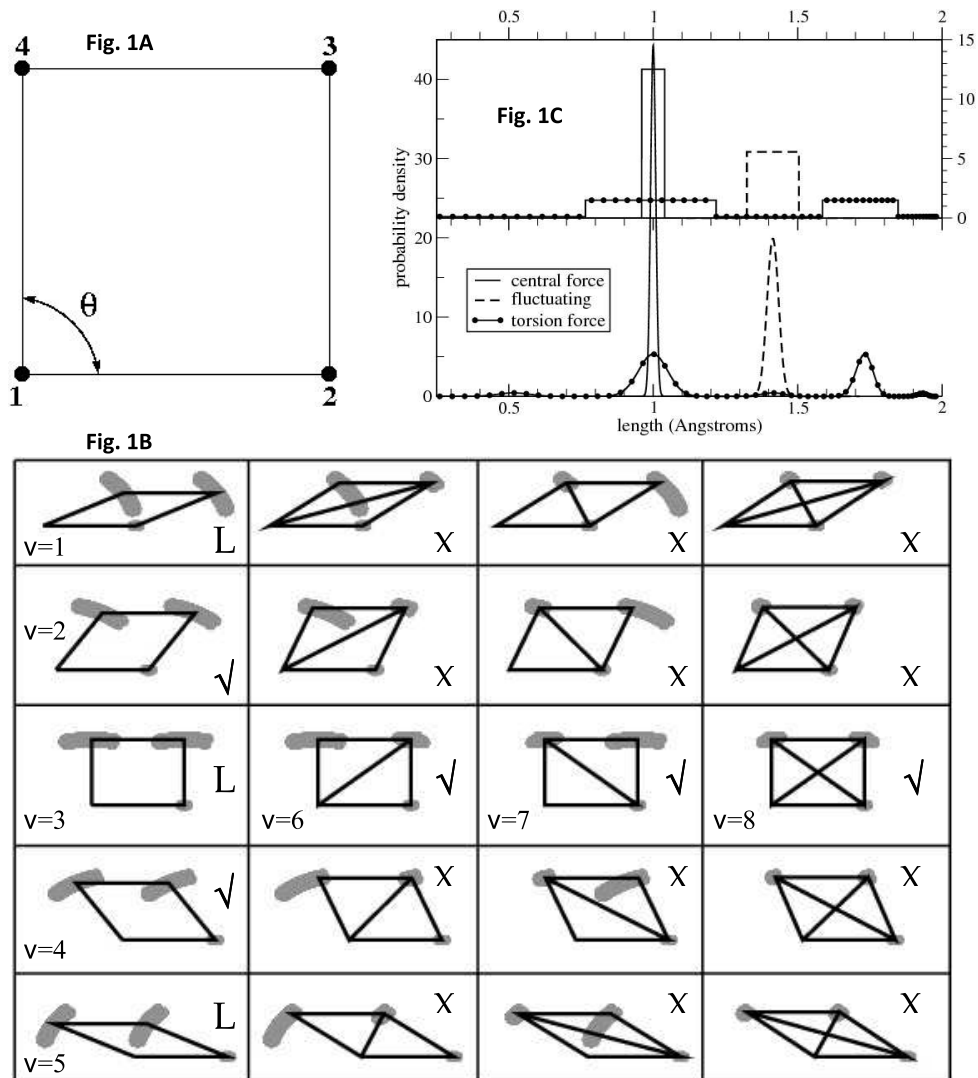 Fig. 1A
4 3
θ
1 2
0.5 1 1.5 2
Fig. 1C
40
30
20
10
0
15
10
5
0
probability density
central force
fluctuating
torsion force
0.5 1 1.5 2
length (Angstroms)
Fig. 1B
v=1 L X X X
v=2 √ X X X
v=3 L v=6 √ v=7 √ v=8 √
v=4 √ X X X
v=5 L X X X